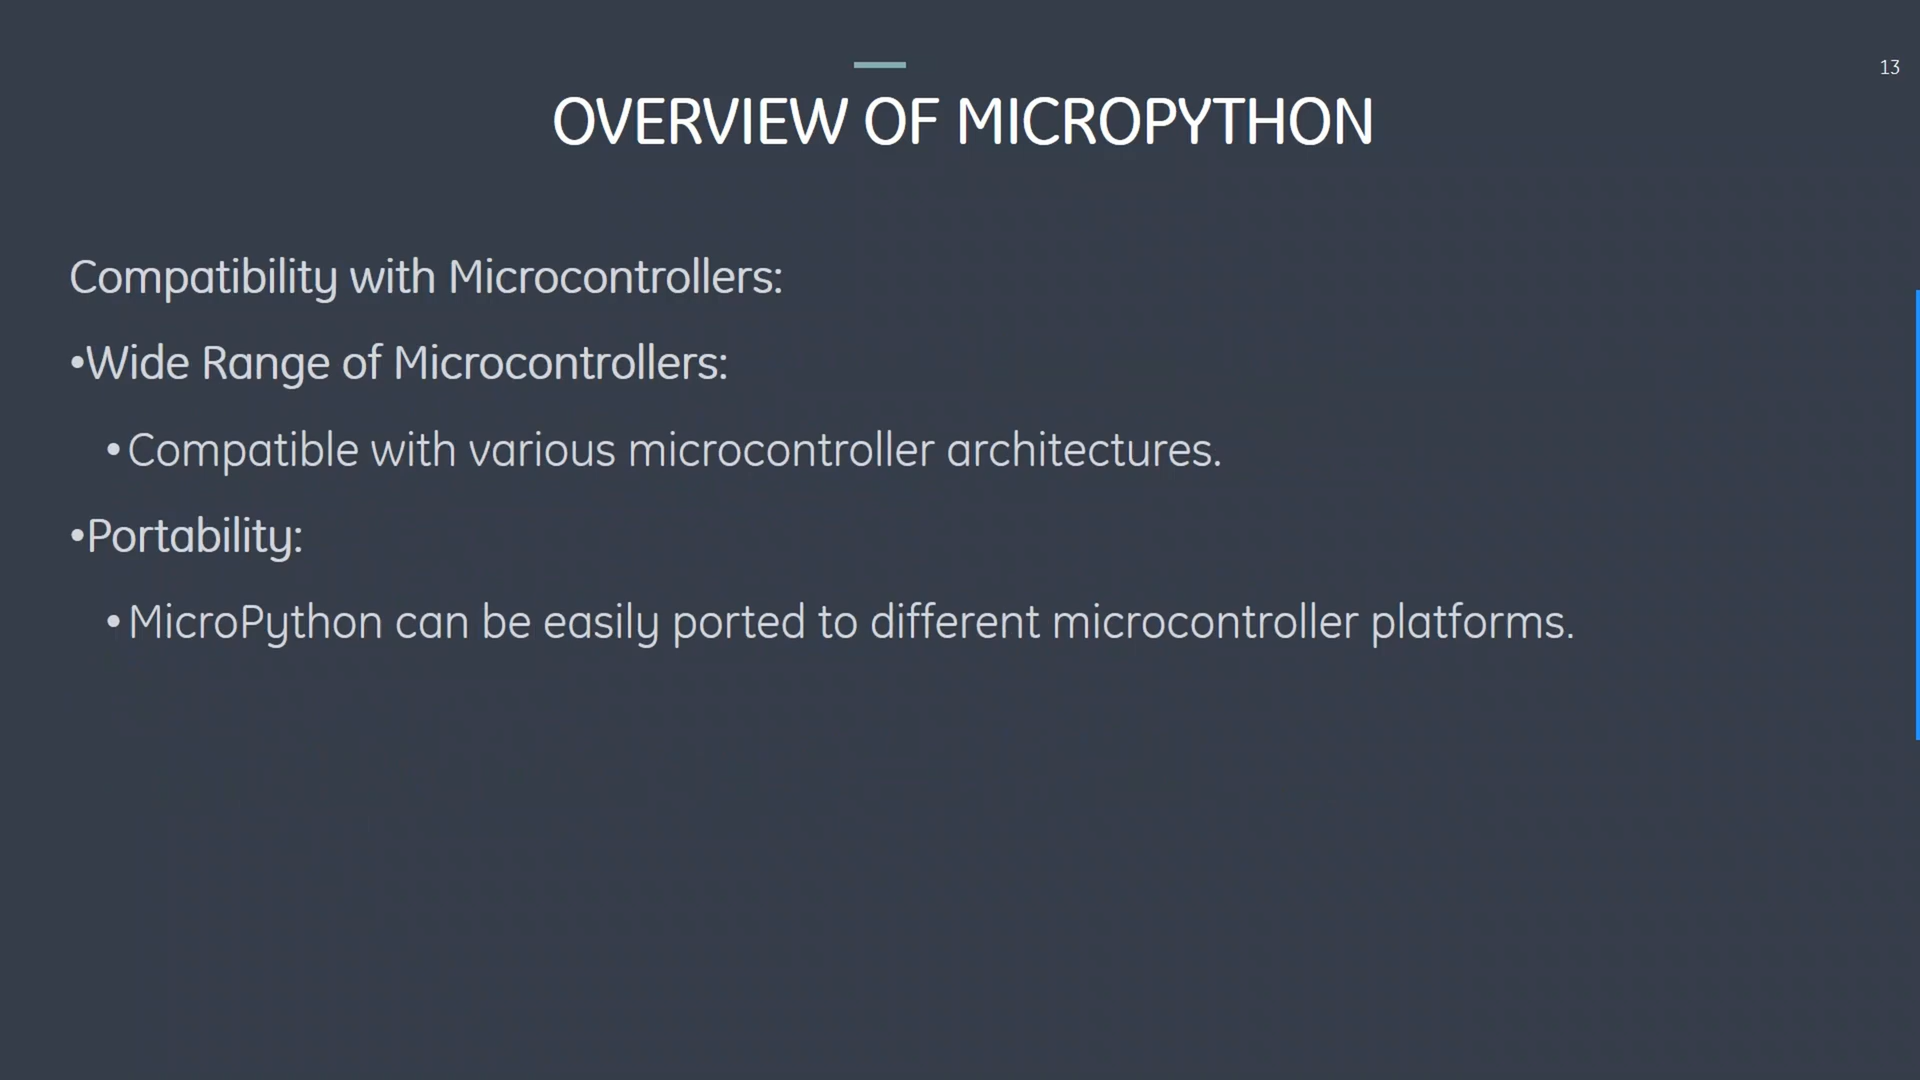 13
OVERVIEW OF MICROPYTHON
Compatibility with Microcontrollers:
•Wide Range of Microcontrollers:
•Compatible with various microcontroller architectures.
•Portability:
•MicroPython can be easily ported to different microcontroller platforms.